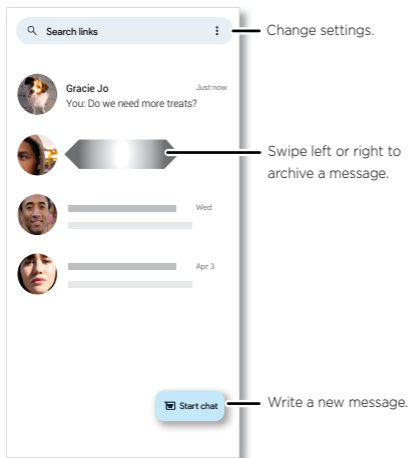 Search links
Change settings.
Gracie Jo
Just now
You: Do we need more treats?
Swipe left or right to
archive a message.
Wed
Apr 3
Start chat
Write a new message.